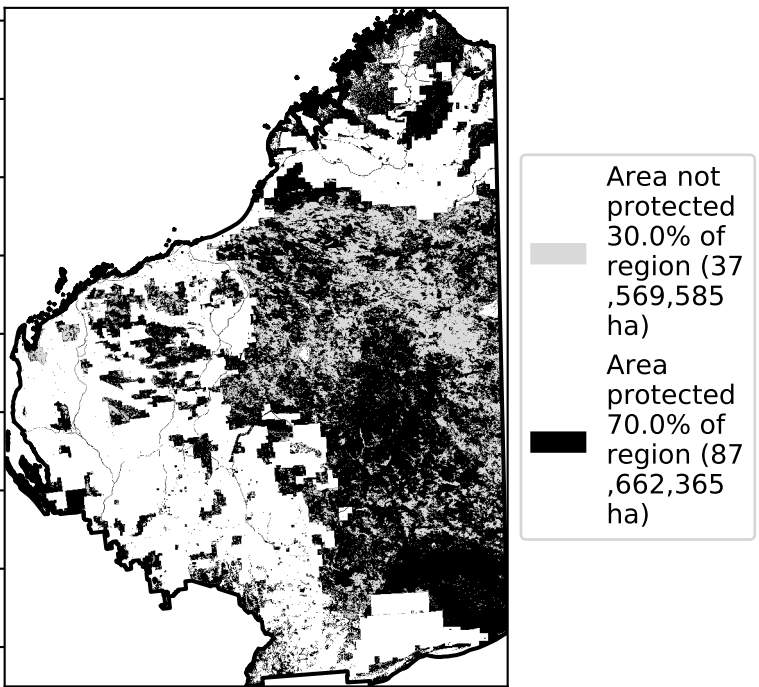 Area not
protected
30.0% of
region (37
,569,585
ha)
Area
protected
70.0% of
region (87
,662,365
ha)